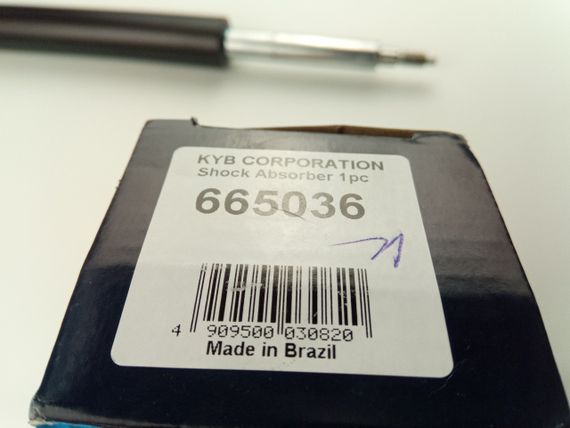 KYB CORPORATION
Shock Absorber 1pc
665036
4 909500 030820
Made in Brazil